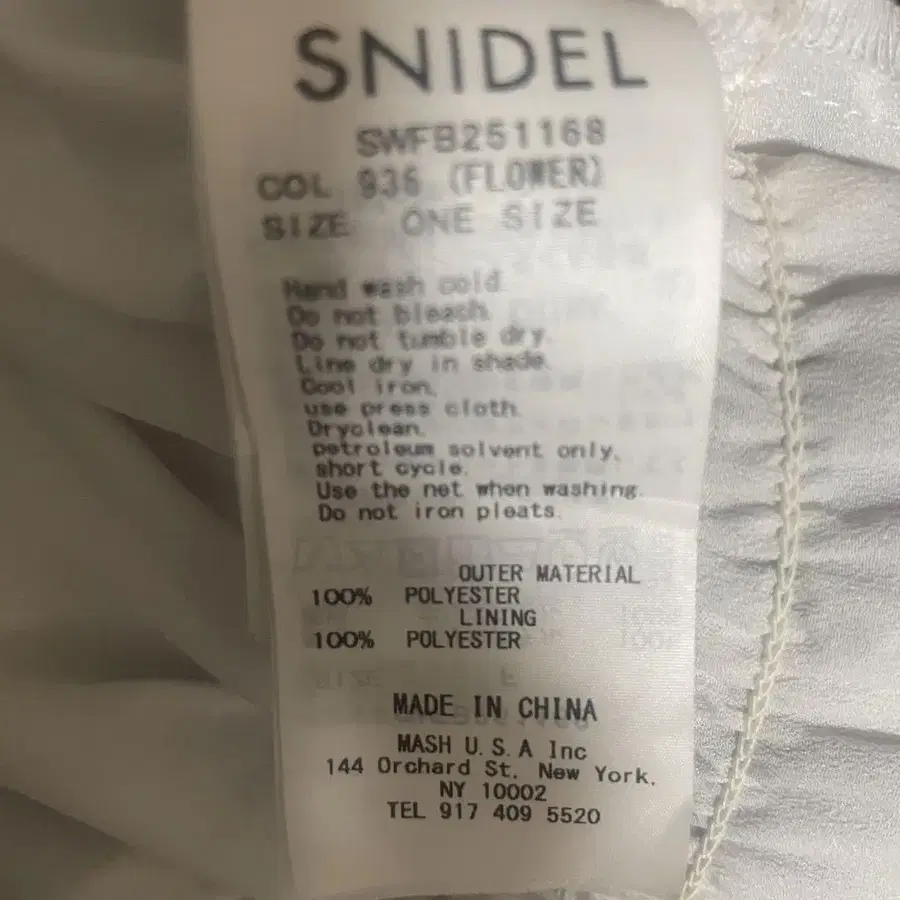 SNIDEL
SWFB251168
COL 936 (FLOWER)
SIZE ONE SIZE
Hand wash cold.
Do not bleach.
Do not tumble dry.
Line dry in shade.
Cool iron,
use press cloth.
Dryclean,
petroleum solvent only,
short cycle.
Use the net when washing.
Do not iron pleats.
OUTER MATERIAL
100% POLYESTER
LINING
100% POLYESTER
MADE IN CHINA
MASH U.S.A Inc
144 Orchard St. New York,
NY 10002
TEL 917 409 5520